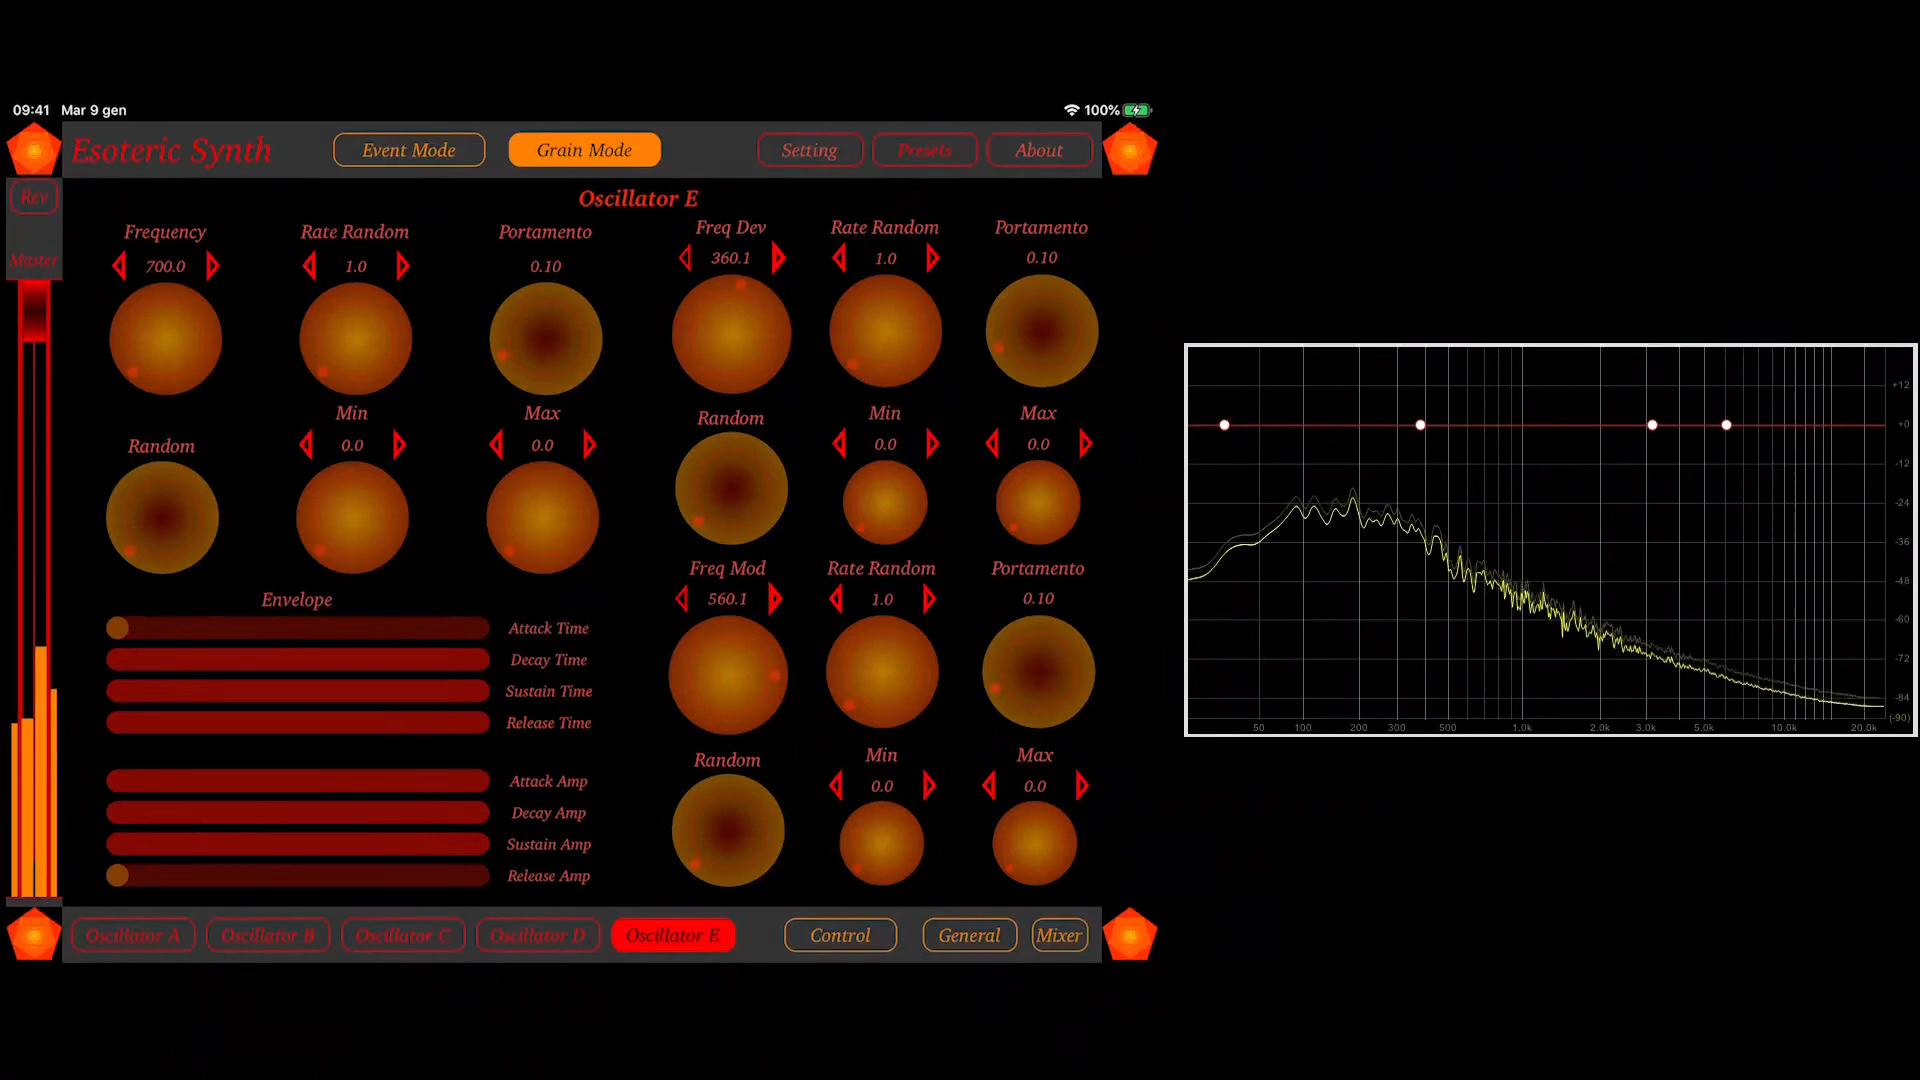 09:41 Mar 9 gen 100%
Esoteric Synth Event Mode Grain Mode Setting Presets About
Rev
Master
Oscillator E
Frequency Rate Random Portamento Freq Dev Rate Random Portamento
700.0 1.0 0.10 360.1 1.0 0.10
Random Min Max Random Min Max
0.0 0.0 0.0 0.0
Envelope
Attack Time
Decay Time
Sustain Time
Release Time
Attack Amp
Decay Amp
Sustain Amp
Release Amp
Freq Mod Rate Random Portamento
560.1 1.0 0.10
Random Min Max
0.0 0.0
Oscillator A Oscillator B Oscillator C Oscillator D Oscillator E Control General Mixer
+12
+0
-12
-24
-36
-48
-60
-72
-84
(-90)
50 100 200 300 500 1.0k 2.0k 3.0k 5.0k 10.0k 20.0k